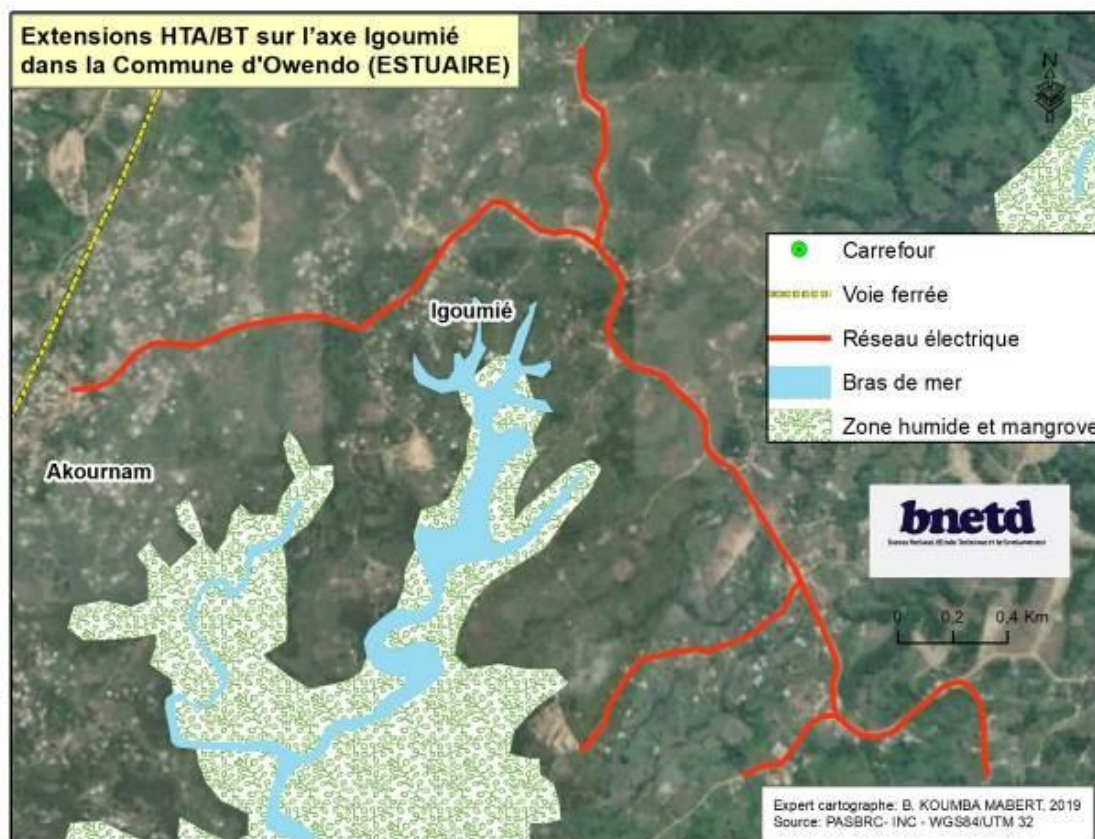 Extensions HTA/BT sur l'axe Igoumié
dans la Commune d'Owendo (ESTUAIRE)
N
Carrefour
Voie ferrée
Réseau électrique
Bras de mer
Zone humide et mangrove
Igoumié
Akournam
bnetd
0 0,2 0,4 Km
Expert cartographe: B. KOUMBA MABERT, 2019
Source: PASBRC- INC - WGS84/UTM 32